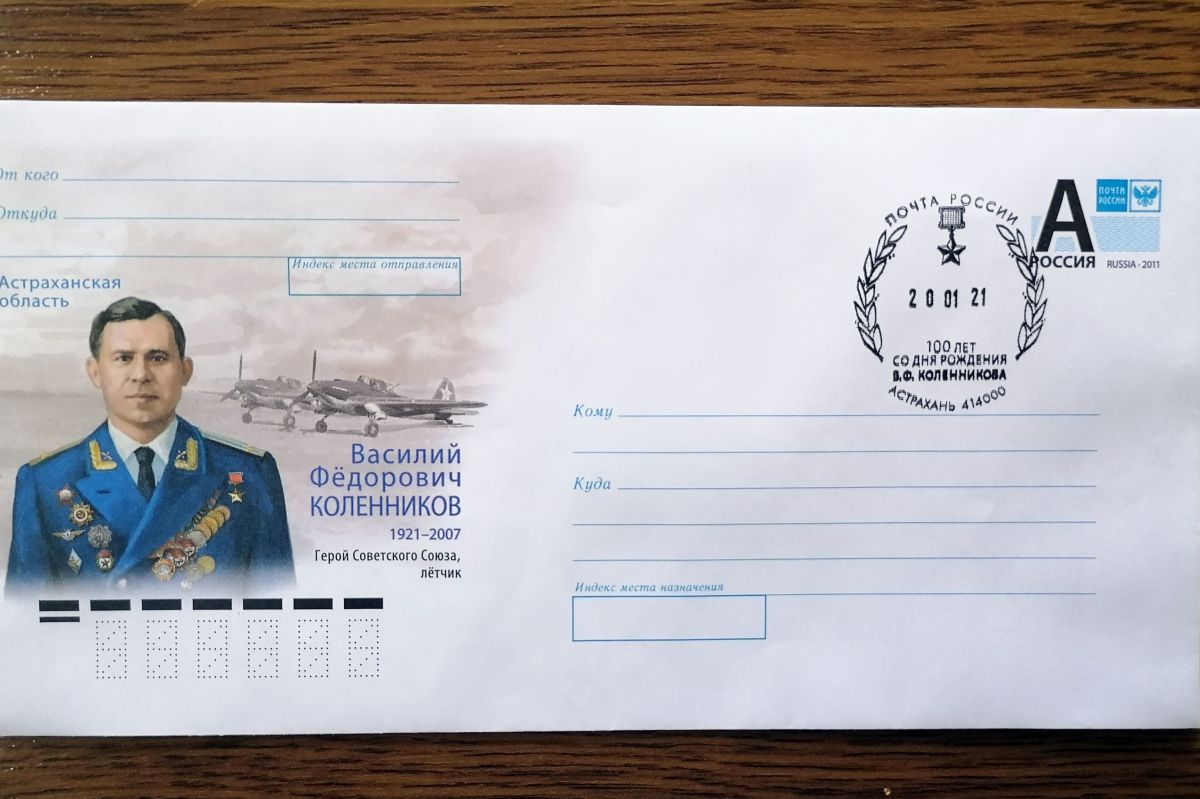 От кого
Откуда
Индекс места отправления
Астраханская
область
Василий
Фёдорович
КОЛЕННИКОВ
1921–2007
Герой Советского Союза,
лётчик
ПОЧТА РОССИИ
20 01 21
100 ЛЕТ
СО ДНЯ РОЖДЕНИЯ
В.Ф. КОЛЕННИКОВА
АСТРАХАНЬ 414000
А
ПОЧТА
РОССИИ
РОССИЯ RUSSIA · 2011
Кому
Куда
Индекс места назначения